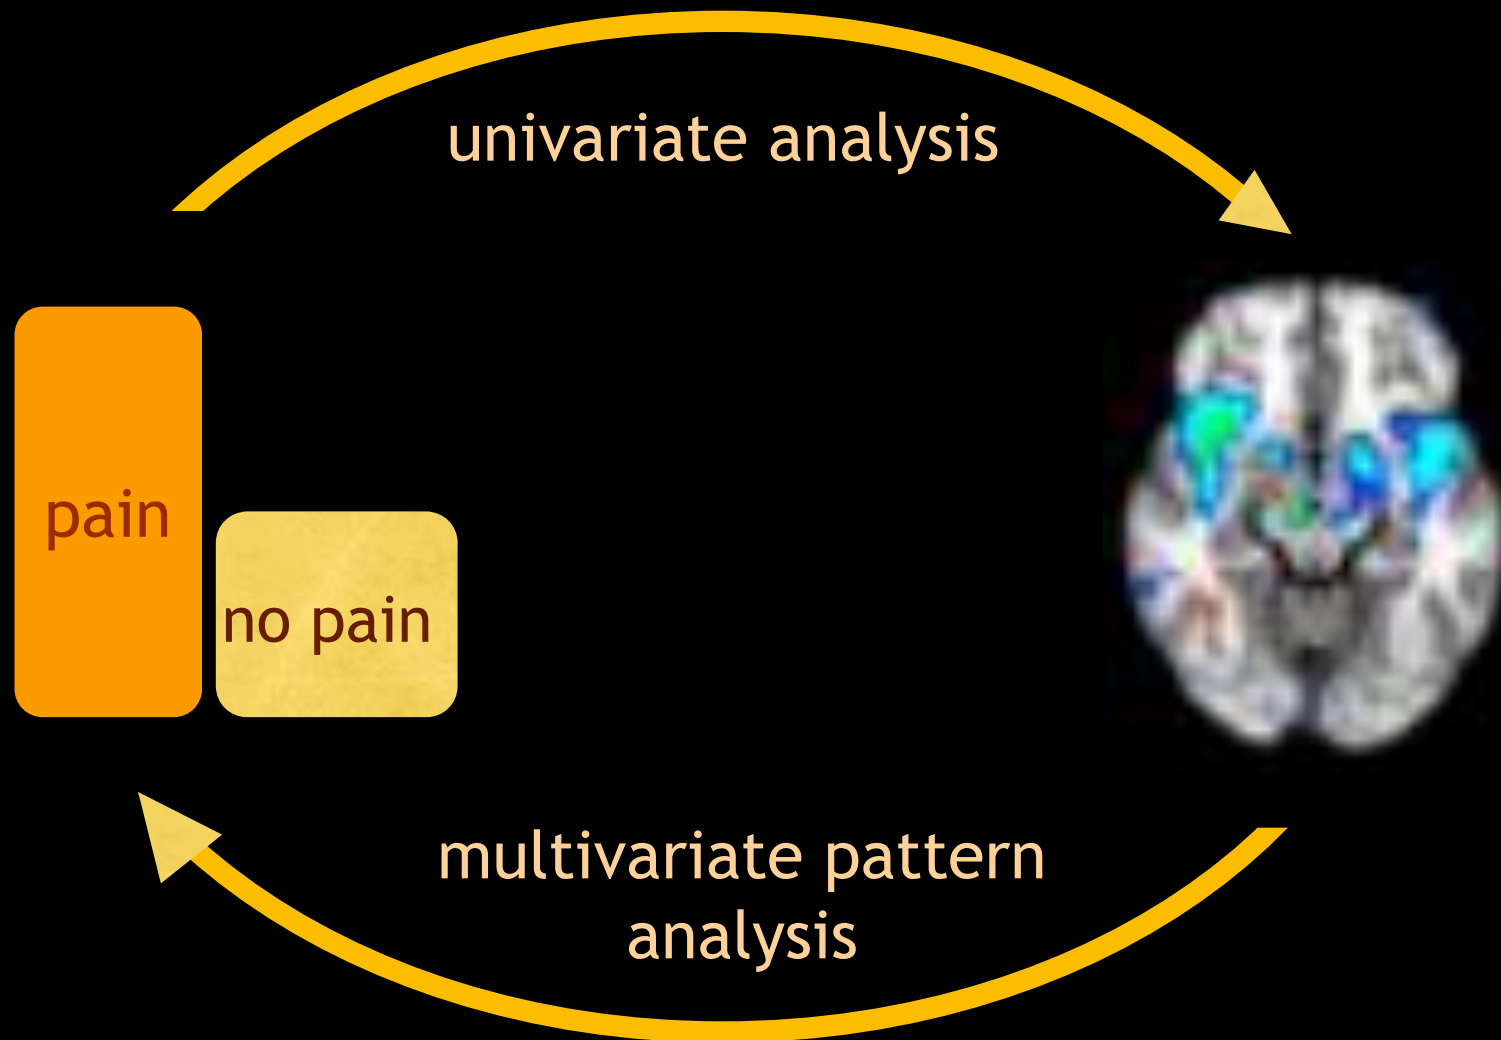 univariate analysis
pain
no pain
multivariate pattern
analysis